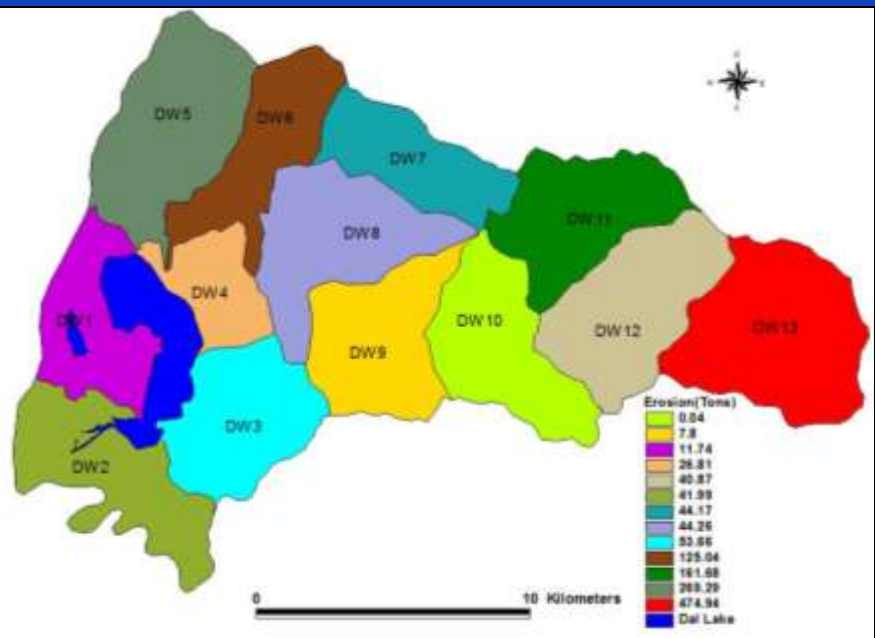 DW5
DW6
DW7
DW11
DW8
DW4
DW1
DW10
DW12
DW13
DW9
DW3
DW2
Erosion(Tons)
0.04
7.8
11.74
26.81
40.87
41.99
44.17
44.26
53.66
125.04
161.68
269.29
474.94
Dal Lake
0 10 Kilometers